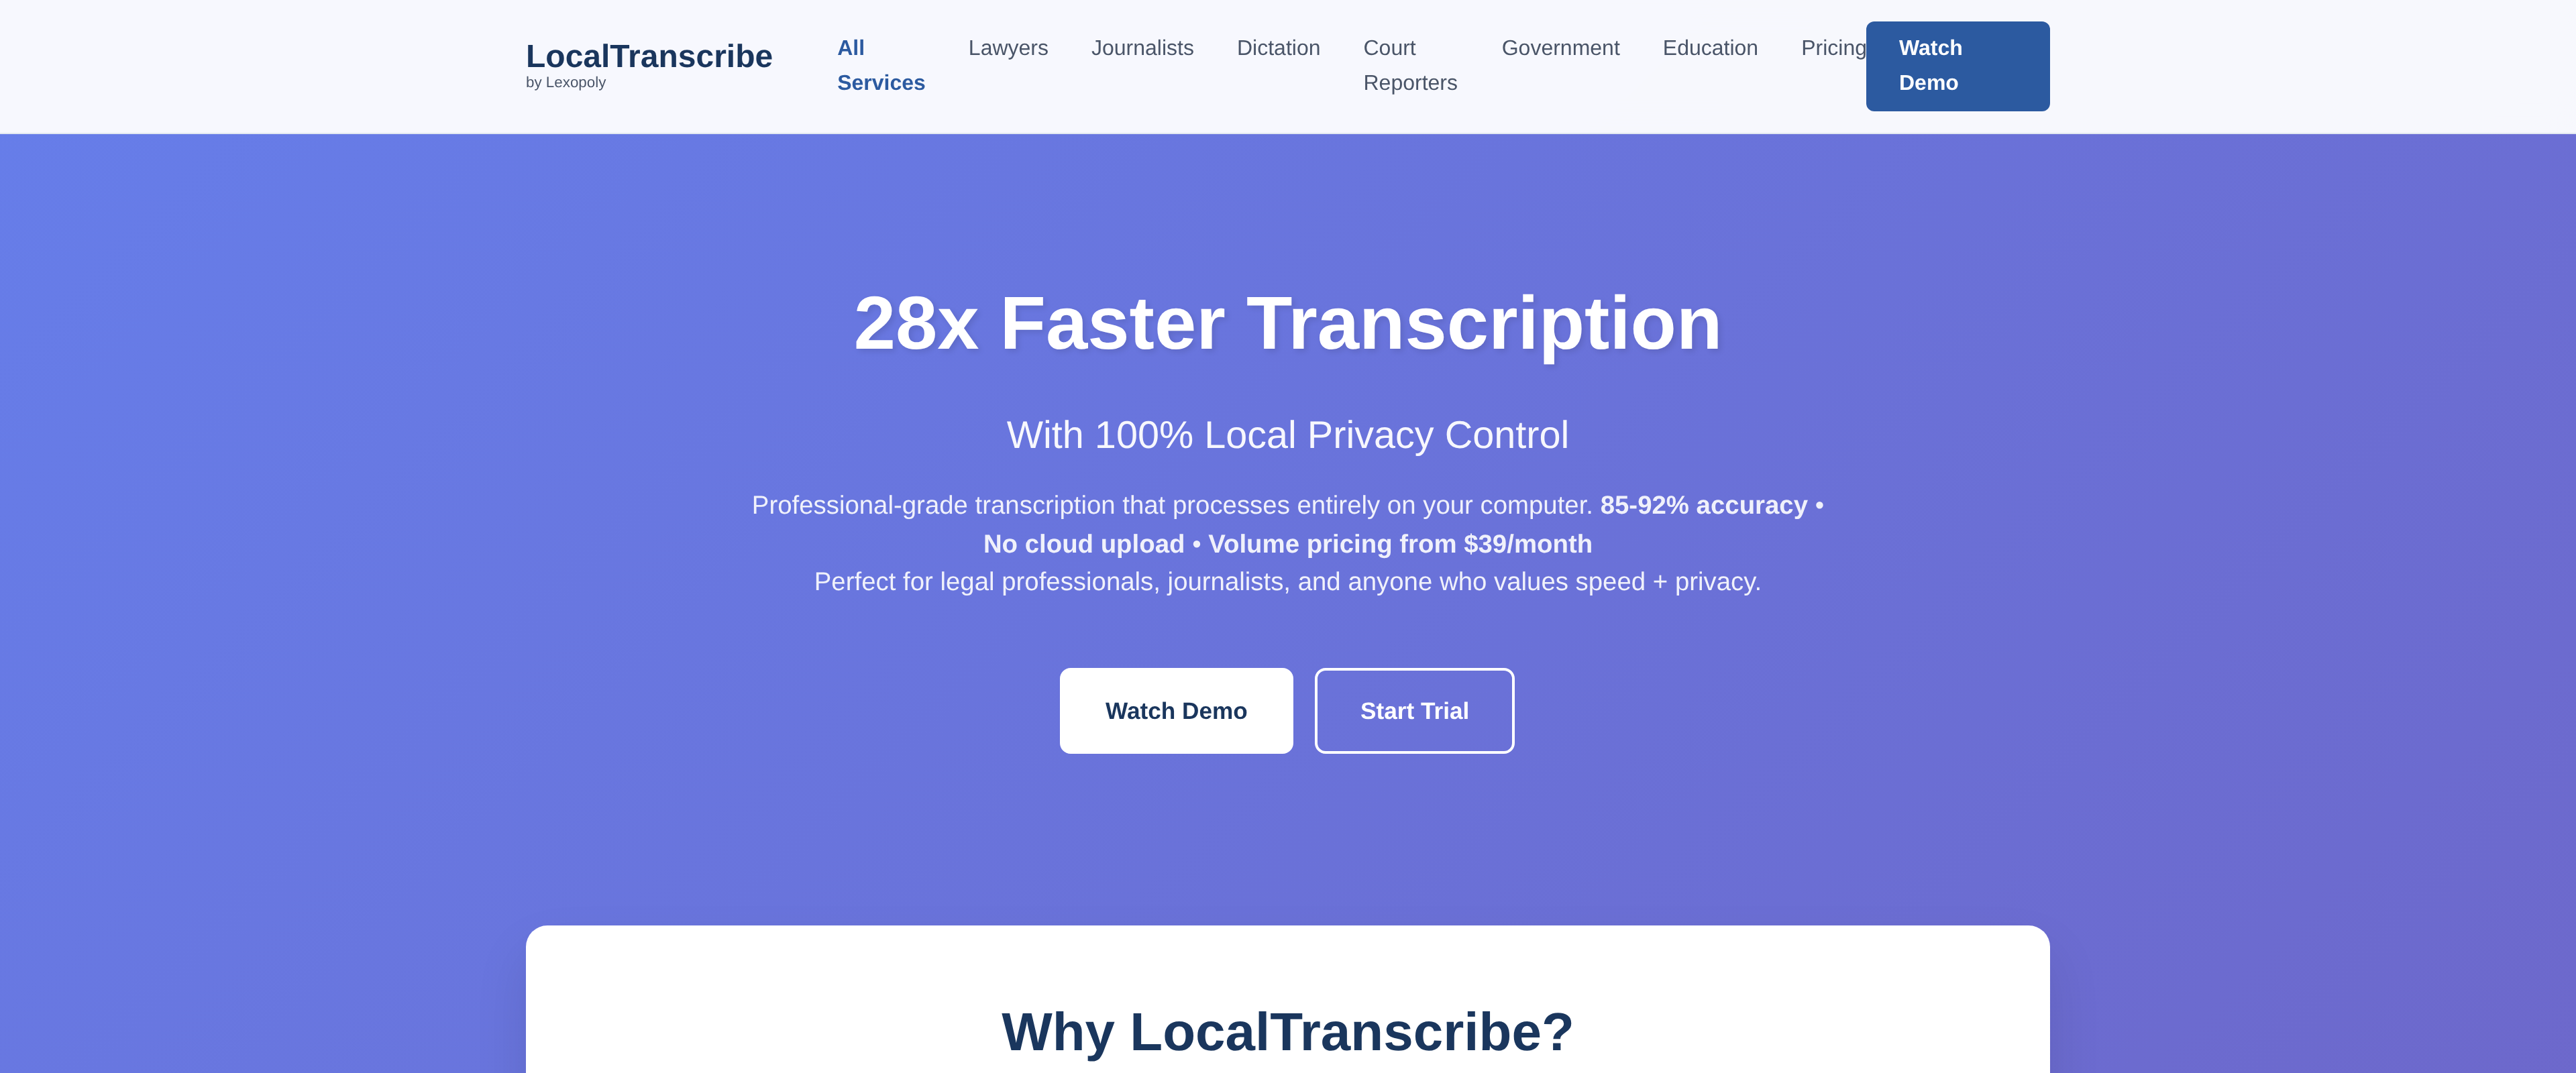 LocalTranscribe
by Lexopoly
All Services
Lawyers
Journalists
Dictation
Court Reporters
Government
Education
Pricing
Watch Demo
28x Faster Transcription
With 100% Local Privacy Control
Professional-grade transcription that processes entirely on your computer. 85-92% accuracy •
No cloud upload • Volume pricing from $39/month
Perfect for legal professionals, journalists, and anyone who values speed + privacy.
Watch Demo
Start Trial
Why LocalTranscribe?